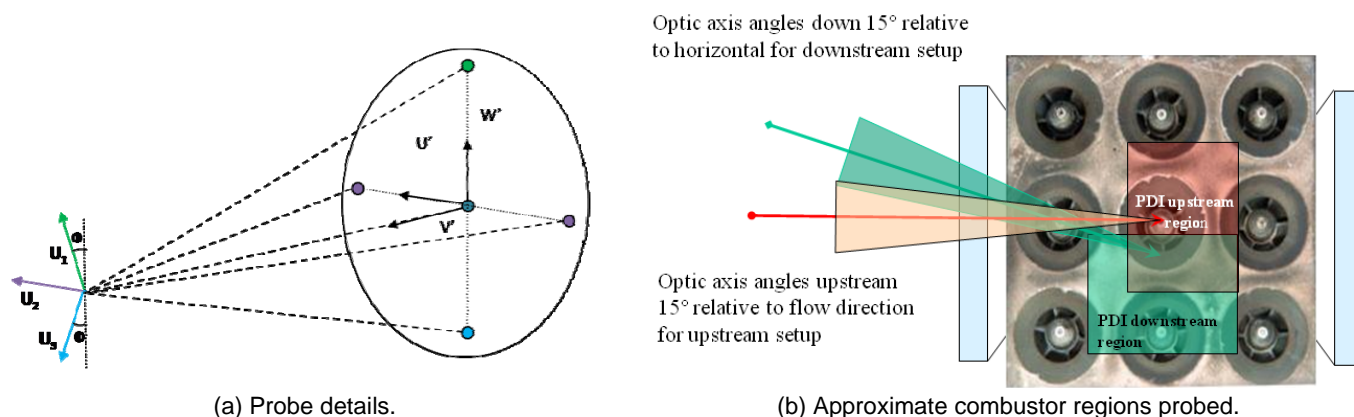 W’
U’
V’
Θ
U₁
U₂
Θ
U₃
(a) Probe details.
Optic axis angles down 15° relative
to horizontal for downstream setup
PDI upstream
region
Optic axis angles upstream
15° relative to flow direction
for upstream setup
PDI downstream
region
(b) Approximate combustor regions probed.